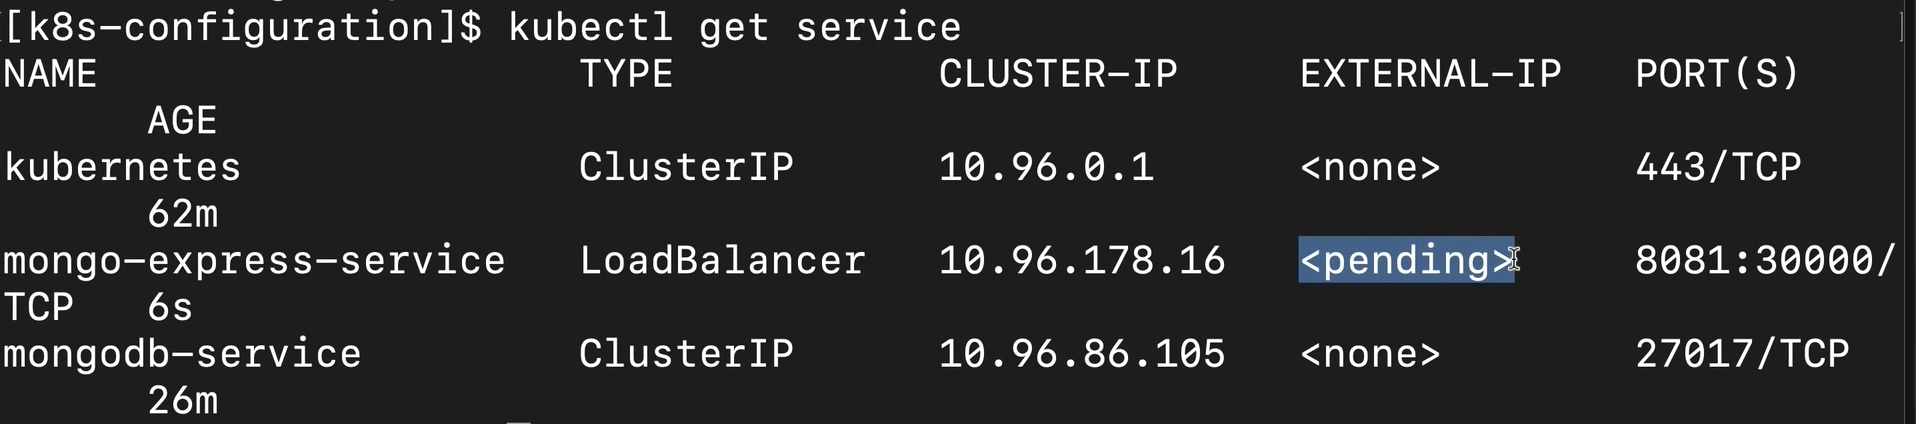 [k8s-configuration]$ kubectl get service
NAME TYPE CLUSTER-IP EXTERNAL-IP PORT(S)
AGE
kubernetes ClusterIP 10.96.0.1 <none> 443/TCP
62m
mongo-express-service LoadBalancer 10.96.178.16 <pending> 8081:30000/
TCP 6s
mongodb-service ClusterIP 10.96.86.105 <none> 27017/TCP
26m